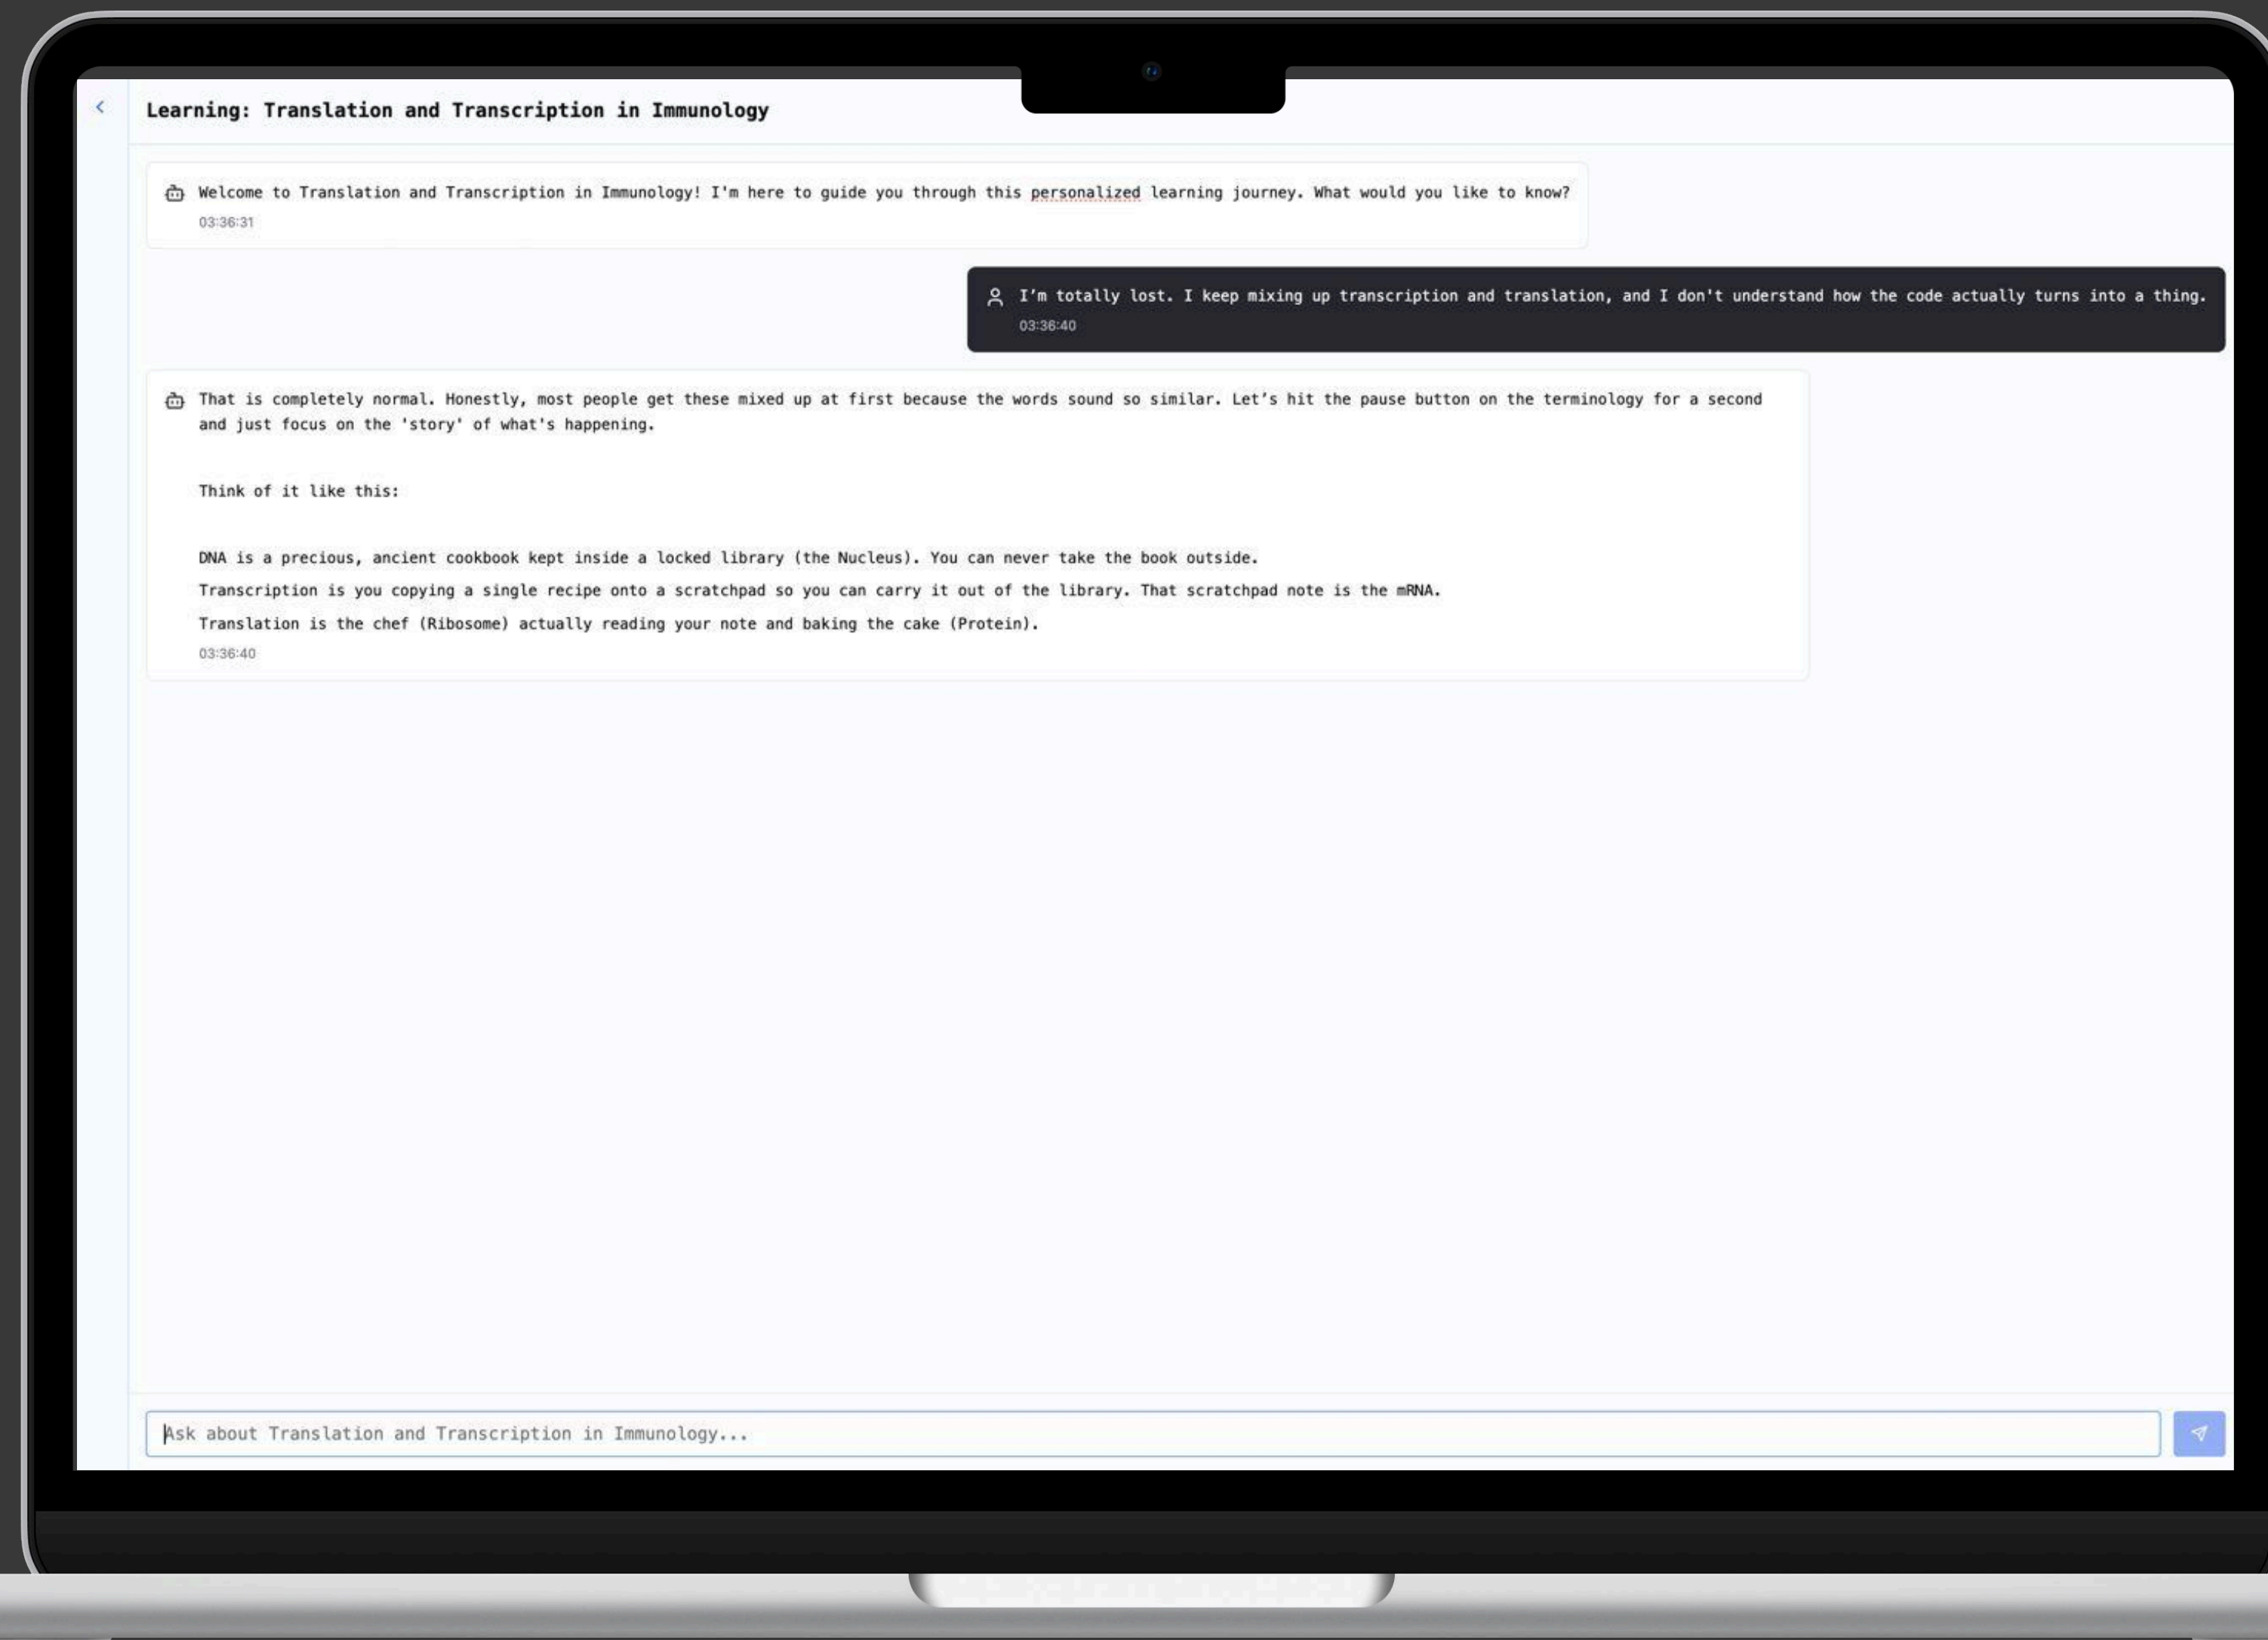 Learning: Translation and Transcription in Immunology
Welcome to Translation and Transcription in Immunology! I'm here to guide you through this personalized learning journey. What would you like to know?
03:36:31
I’m totally lost. I keep mixing up transcription and translation, and I don't understand how the code actually turns into a thing.
03:36:40
That is completely normal. Honestly, most people get these mixed up at first because the words sound so similar. Let’s hit the pause button on the terminology for a second
and just focus on the 'story' of what's happening.
Think of it like this:
DNA is a precious, ancient cookbook kept inside a locked library (the Nucleus). You can never take the book outside.
Transcription is you copying a single recipe onto a scratchpad so you can carry it out of the library. That scratchpad note is the mRNA.
Translation is the chef (Ribosome) actually reading your note and baking the cake (Protein).
03:36:40
Ask about Translation and Transcription in Immunology...